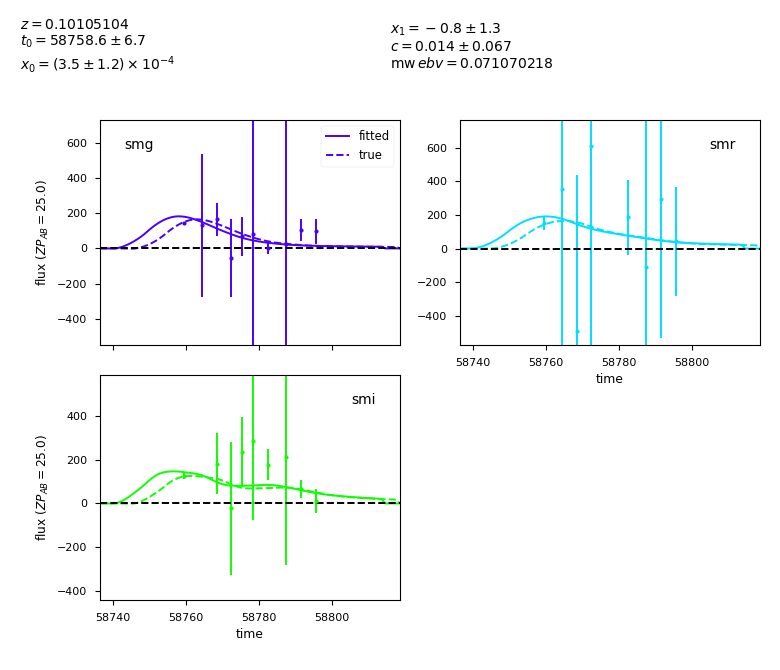 z = 0.10105104
t₀ = 58758.6 ± 6.7
x₀ = (3.5 ± 1.2) × 10⁻⁴
x₁ = −0.8 ± 1.3
c = 0.014 ± 0.067
mw ebv = 0.071070218
smg
fitted
true
600
400
200
0
−200
−400
flux (ZP_AB = 25.0)
smr
600
400
200
0
−200
−400
58740 58760 58780 58800
time
smi
400
200
0
−200
−400
flux (ZP_AB = 25.0)
58740 58760 58780 58800
time